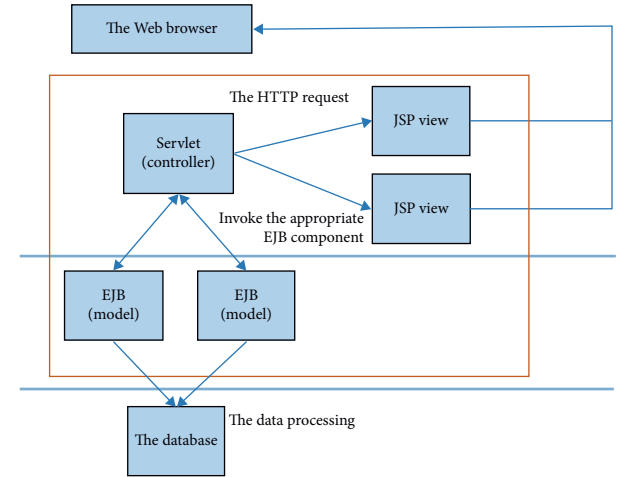 The Web browser
The HTTP request
JSP view
Servlet
(controller)
JSP view
Invoke the appropriate
EJB component
EJB
(model)
EJB
(model)
The data processing
The database